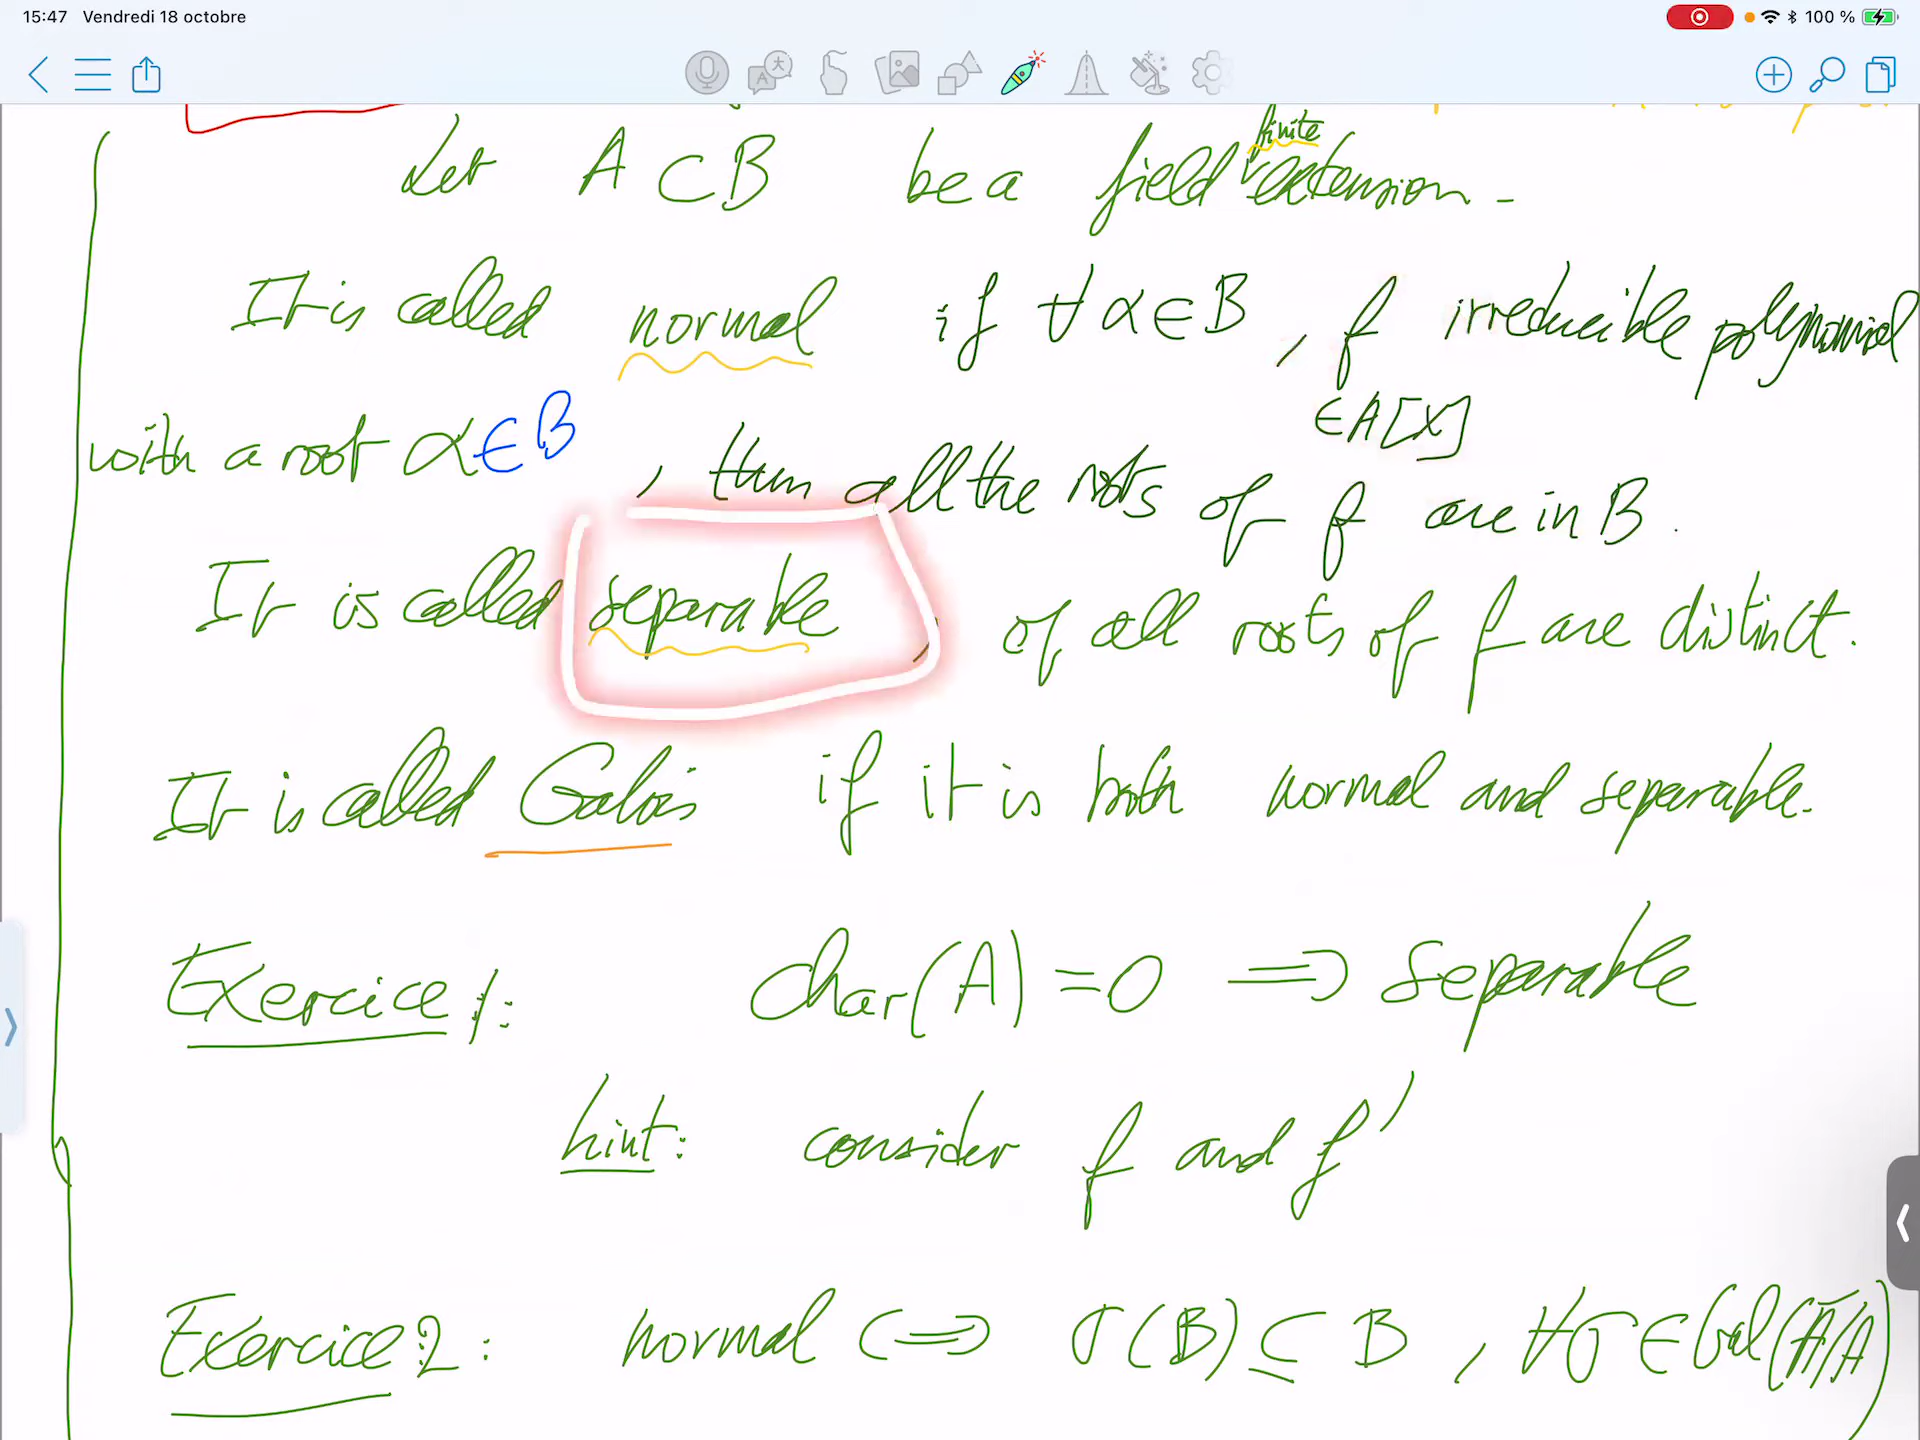 15:47 Vendredi 18 octobre 100 %
finite
Let A ⊂ B be a field extension -
It is called normal if ∀ α ∈ B, f irreducible polynomial
∈ A[X]
with a root α ∈ B, then all the roots of f are in B.
It is called separable, of all roots of f are distinct.
It is called Galois if it is both normal and separable.
Exercice 1: char(A) = 0 ⟹ separable
hint: consider f and f'
Exercice 2: normal ⟺ σ(B) ⊆ B, ∀σ ∈ Gal(Ā/A)